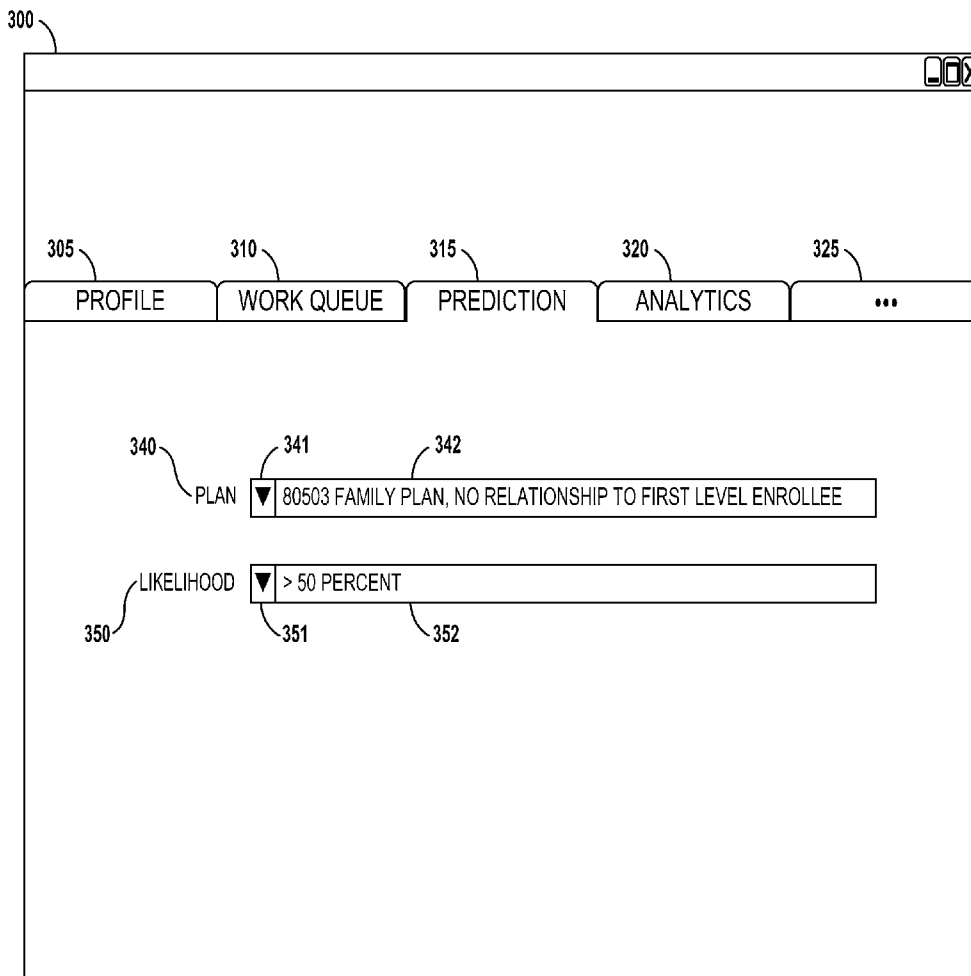 300
305 310 315 320 325
PROFILE WORK QUEUE PREDICTION ANALYTICS •••
340 341 342
PLAN ▼ 80503 FAMILY PLAN, NO RELATIONSHIP TO FIRST LEVEL ENROLLEE
LIKELIHOOD ▼ > 50 PERCENT
350 351 352